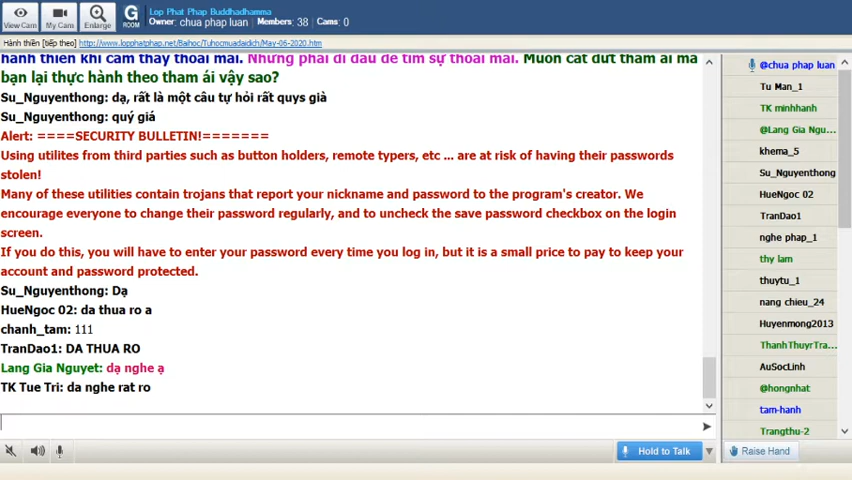 View Cam
My Cams
Enlarge
G
ROOM
Lop Phat Phap Buddhadhamma
Owner: chua phap luan Members: 38 Cams: 0
Hành thiền [tiếp theo] http://www.lopphatphap.net/Baihoc/Tuhocmuadaidich/May-06-2020.htm
hành thiền khi cảm thấy thoải mái. Nhưng phải đi đâu để tìm sự thoải mái. Muốn cắt đứt tham ái mà
bạn lại thực hành theo tham ái vậy sao?
Su_Nguyenthong: dạ, rất là một câu tự hỏi rất quys già
Su_Nguyenthong: quý giá
Alert: ====SECURITY BULLETIN!=======
Using utilites from third parties such as button holders, remote typers, etc ... are at risk of having their passwords
stolen!
Many of these utilities contain trojans that report your nickname and password to the program's creator. We
encourage everyone to change their password regularly, and to uncheck the save password checkbox on the login
screen.
If you do this, you will have to enter your password every time you log in, but it is a small price to pay to keep your
account and password protected.
Su_Nguyenthong: Dạ
HueNgoc 02: da thua ro a
chanh_tam: 111
TranDao1: DA THUA RO
Lang Gia Nguyet: dạ nghe ạ
TK Tue Tri: da nghe rat ro
@chua phap luan
Tu Man_1
TK minhhanh
@Lang Gia Ngu...
khema_5
Su_Nguyenthong
HueNgoc 02
TranDao1
nghe phap_1
thy lam
thuytu_1
nang chieu_24
Huyenmong2013
ThanhThuyrTra...
AuSocLinh
@hongnhat
tam-hanh
Trangthu-2
Hold to Talk
Raise Hand